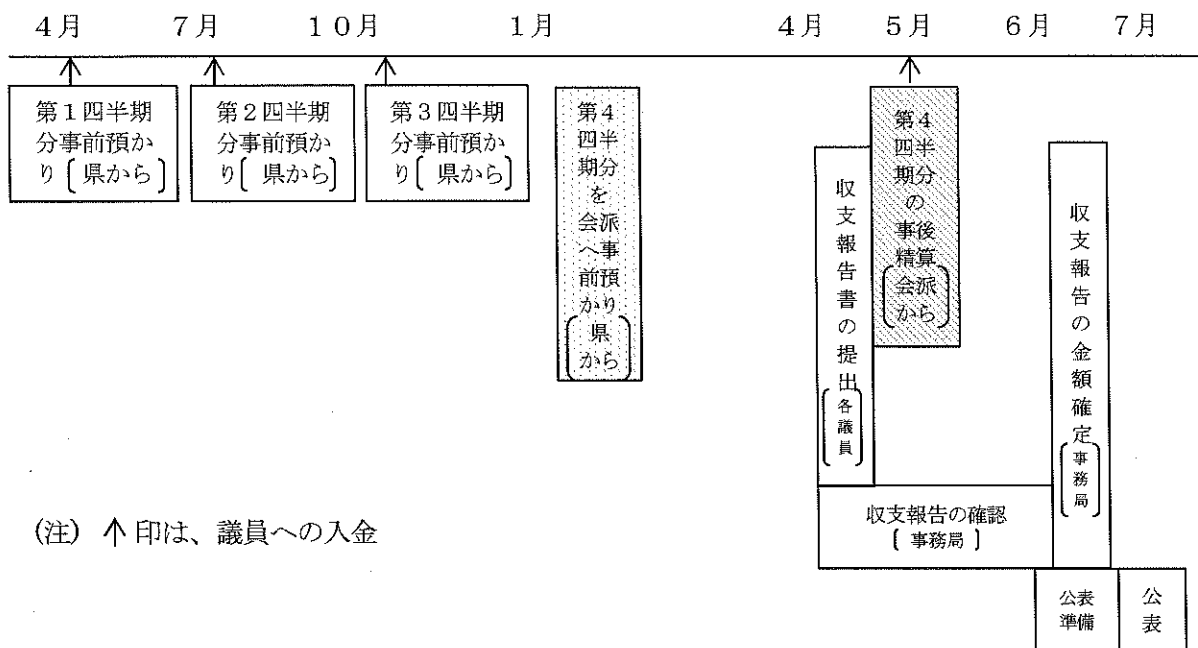 4月 7月 10月 1月 4月 5月 6月 7月
第1四半期
分事前預か
り〔県から〕
第2四半期
分事前預か
り〔県から〕
第3四半期
分事前預か
り〔県から〕
第4四半期分を会派へ事前預かり
〔県から〕
収支報告書の提出
〔各議員〕
第4四半期分の事後精算
〔会派から〕
収支報告の金額確定
〔事務局〕
収支報告の確認
〔事務局〕
公表
準備
公表
(注) ↑印は、議員への入金